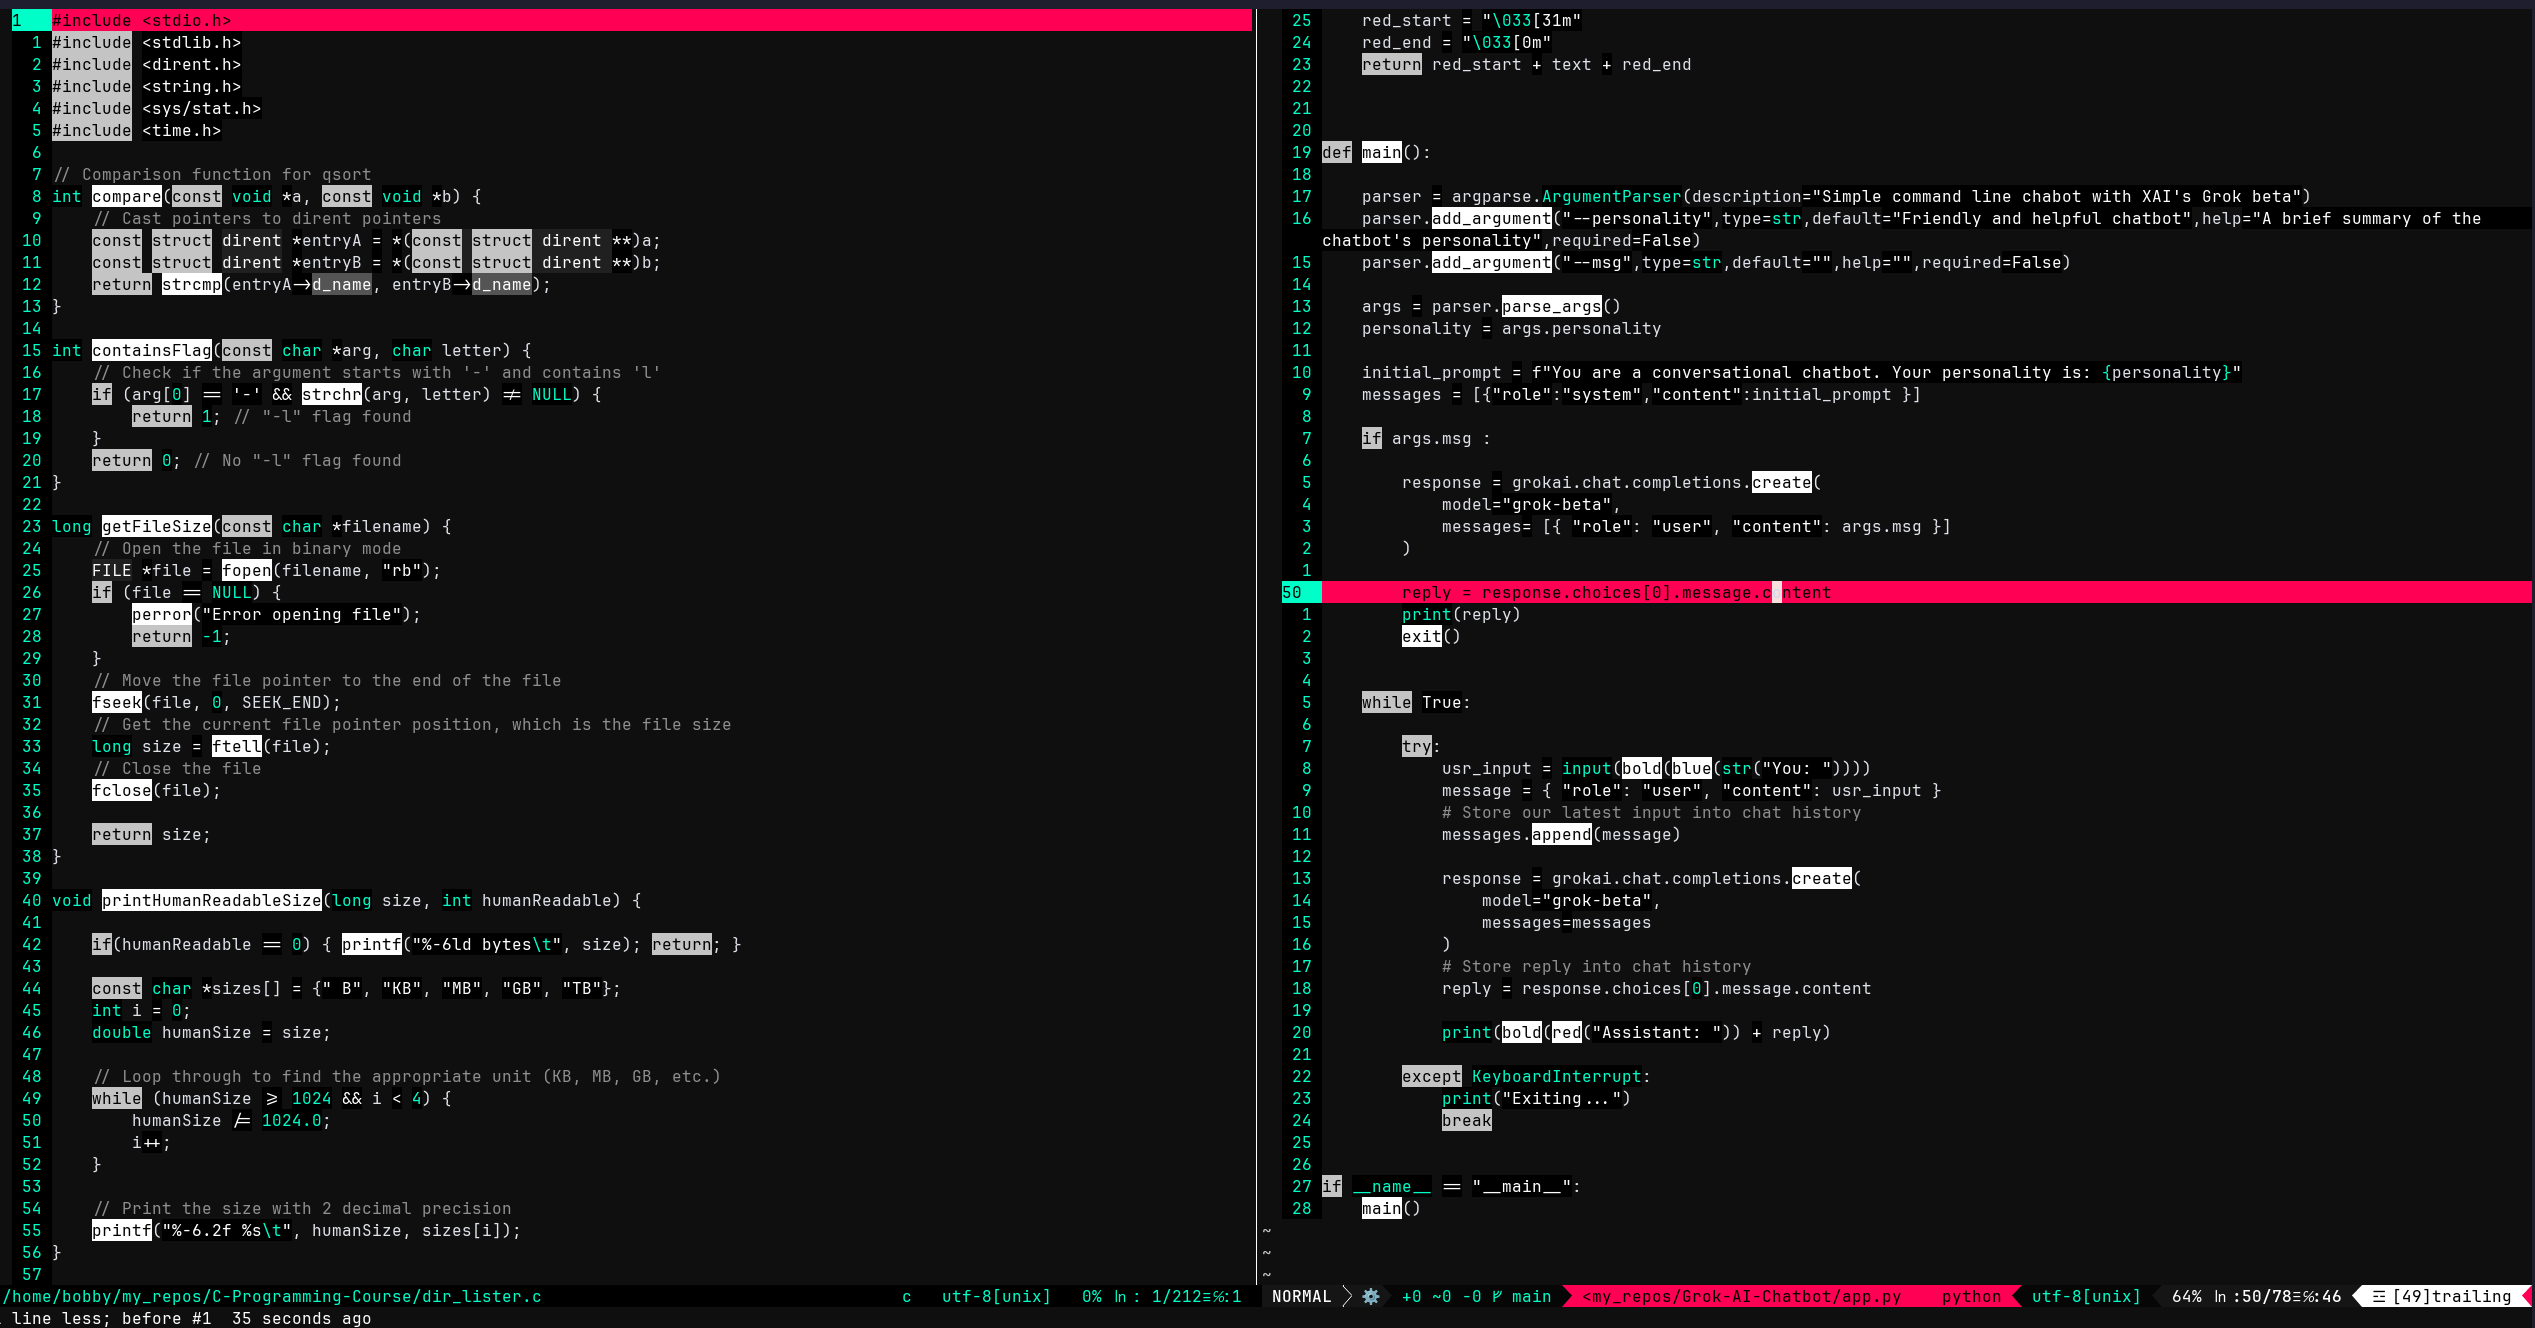 1   #include <stdio.h>
  1 #include <stdlib.h>
  2 #include <dirent.h>
  3 #include <string.h>
  4 #include <sys/stat.h>
  5 #include <time.h>
  6
  7 // Comparison function for qsort
  8 int compare(const void *a, const void *b) {
  9     // Cast pointers to dirent pointers
 10     const struct dirent *entryA = *(const struct dirent **)a;
 11     const struct dirent *entryB = *(const struct dirent **)b;
 12     return strcmp(entryA->d_name, entryB->d_name);
 13 }
 14
 15 int containsFlag(const char *arg, char letter) {
 16     // Check if the argument starts with '-' and contains 'l'
 17     if (arg[0] == '-' && strchr(arg, letter) != NULL) {
 18         return 1; // "-l" flag found
 19     }
 20     return 0; // No "-l" flag found
 21 }
 22
 23 long getFileSize(const char *filename) {
 24     // Open the file in binary mode
 25     FILE *file = fopen(filename, "rb");
 26     if (file == NULL) {
 27         perror("Error opening file");
 28         return -1;
 29     }
 30     // Move the file pointer to the end of the file
 31     fseek(file, 0, SEEK_END);
 32     // Get the current file pointer position, which is the file size
 33     long size = ftell(file);
 34     // Close the file
 35     fclose(file);
 36
 37     return size;
 38 }
 39
 40 void printHumanReadableSize(long size, int humanReadable) {
 41
 42     if(humanReadable == 0) { printf("%-6ld bytes\t", size); return; }
 43
 44     const char *sizes[] = {" B", "KB", "MB", "GB", "TB"};
 45     int i = 0;
 46     double humanSize = size;
 47
 48     // Loop through to find the appropriate unit (KB, MB, GB, etc.)
 49     while (humanSize >= 1024 && i < 4) {
 50         humanSize /= 1024.0;
 51         i++;
 52     }
 53
 54     // Print the size with 2 decimal precision
 55     printf("%-6.2f %s\t", humanSize, sizes[i]);
 56 }
 57
/home/bobby/my_repos/C-Programming-Course/dir_lister.c c utf-8[unix] 0% ln : 1/212≡%:1
line less; before #1  35 seconds ago
 25     red_start = "\033[31m"
 24     red_end = "\033[0m"
 23     return red_start + text + red_end
 22
 21
 20
 19 def main():
 18
 17     parser = argparse.ArgumentParser(description="Simple command line chabot with XAI's Grok beta")
 16     parser.add_argument("--personality",type=str,default="Friendly and helpful chatbot",help="A brief summary of the
    chatbot's personality",required=False)
 15     parser.add_argument("--msg",type=str,default="",help="",required=False)
 14
 13     args = parser.parse_args()
 12     personality = args.personality
 11
 10     initial_prompt = f"You are a conversational chatbot. Your personality is: {personality}"
  9     messages = [{"role":"system","content":initial_prompt }]
  8
  7     if args.msg :
  6
  5         response = grokai.chat.completions.create(
  4             model="grok-beta",
  3             messages= [{ "role": "user", "content": args.msg }]
  2         )
  1
50          reply = response.choices[0].message.content
  1         print(reply)
  2         exit()
  3
  4
  5     while True:
  6
  7         try:
  8             usr_input = input(bold(blue(str("You: "))))
  9             message = { "role": "user", "content": usr_input }
 10             # Store our latest input into chat history
 11             messages.append(message)
 12
 13             response = grokai.chat.completions.create(
 14                 model="grok-beta",
 15                 messages=messages
 16             )
 17             # Store reply into chat history
 18             reply = response.choices[0].message.content
 19
 20             print(bold(red("Assistant: ")) + reply)
 21
 22         except KeyboardInterrupt:
 23             print("Exiting...")
 24             break
 25
 26
 27 if __name__ == "__main__":
 28     main()
~
~
~
NORMAL +0 ~0 -0 main <my_repos/Grok-AI-Chatbot/app.py python utf-8[unix] 64% ln :50/78≡%:46 ☲ [49]trailing